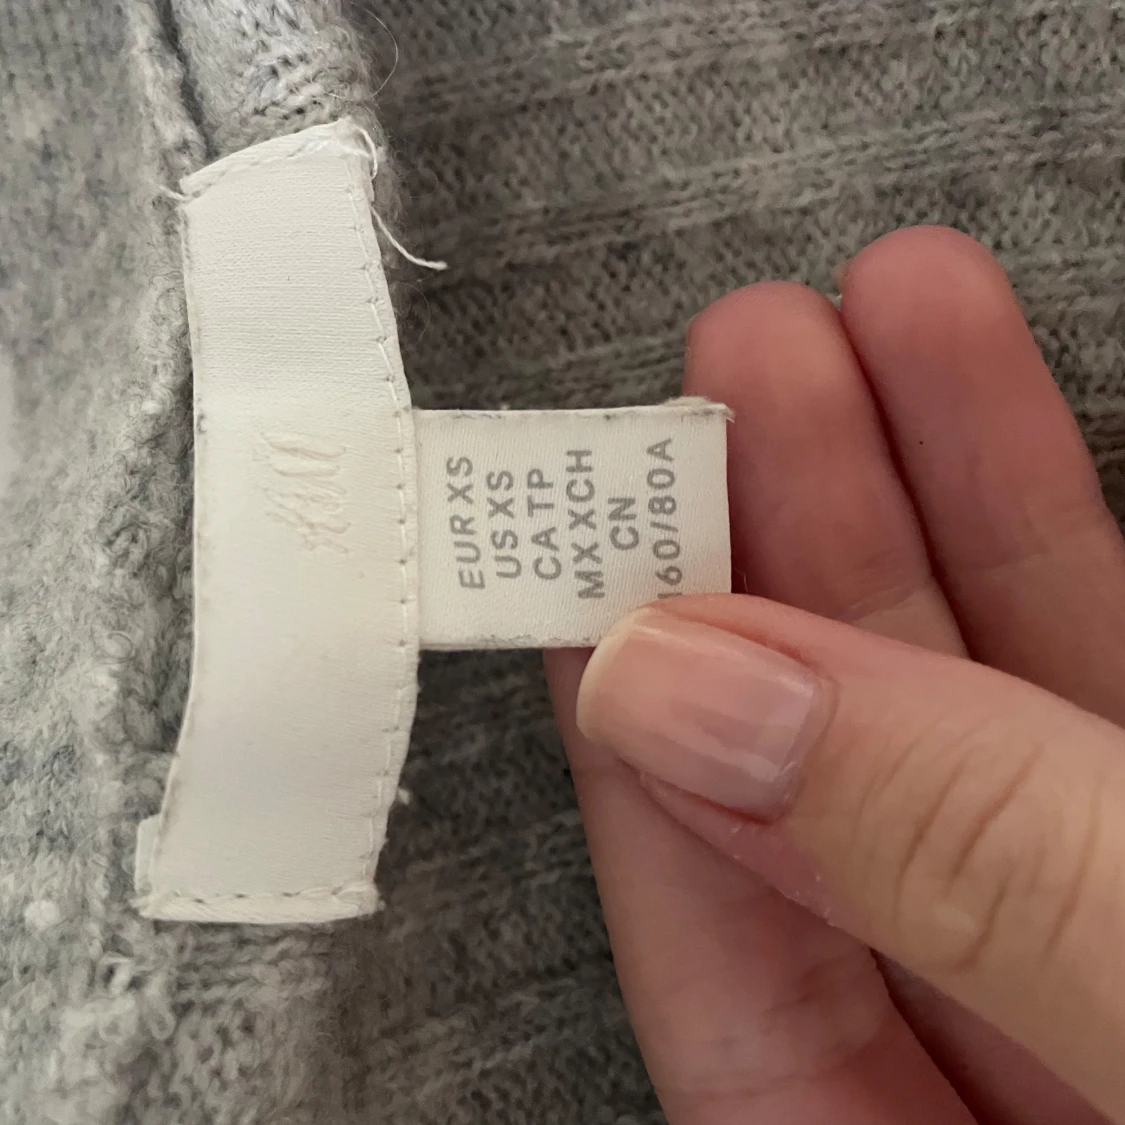 H&M
EUR XS
US XS
CA TP
MX XCH
CN
160/80A